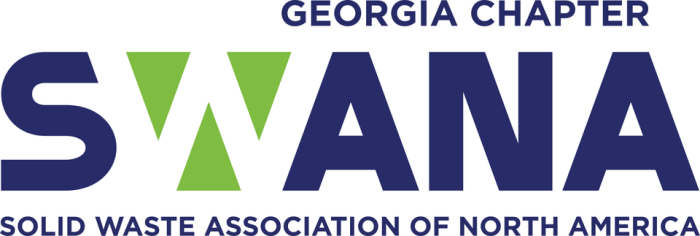 GEORGIA CHAPTER
SWANA
SOLID WASTE ASSOCIATION OF NORTH AMERICA